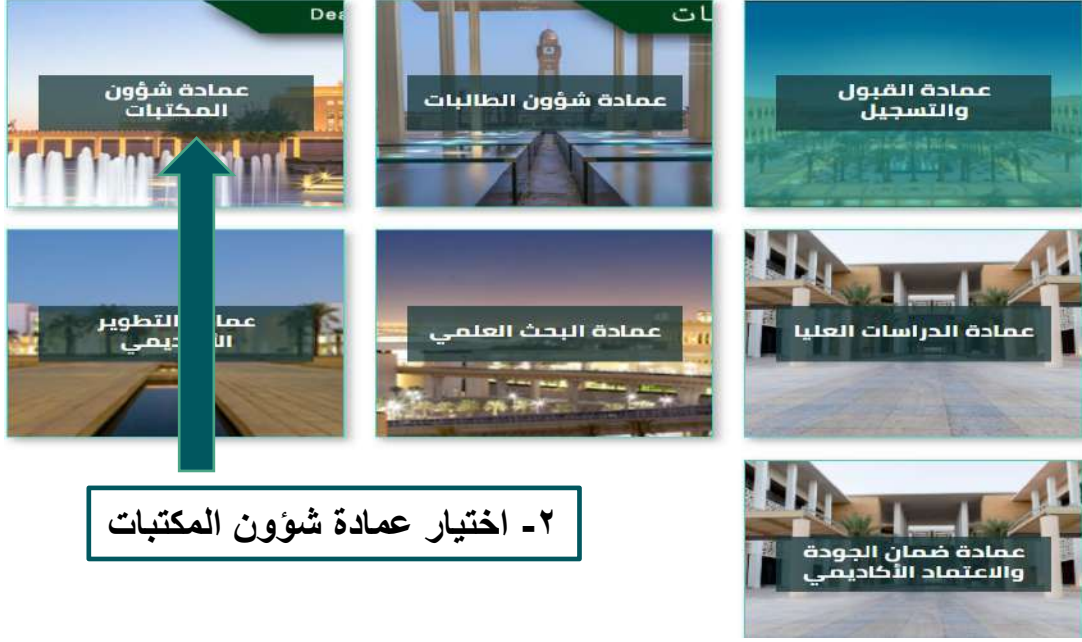 عمادة القبول
والتسجيل
ات
عمادة شؤون الطالبات
Dea
عمادة شؤون
المكتبات
عمادة الدراسات العليا
عمادة البحث العلمي
التطوير
عمادة ضمان الجودة
والاعتماد الأكاديمي
٢- اختيار عمادة شؤون المكتبات